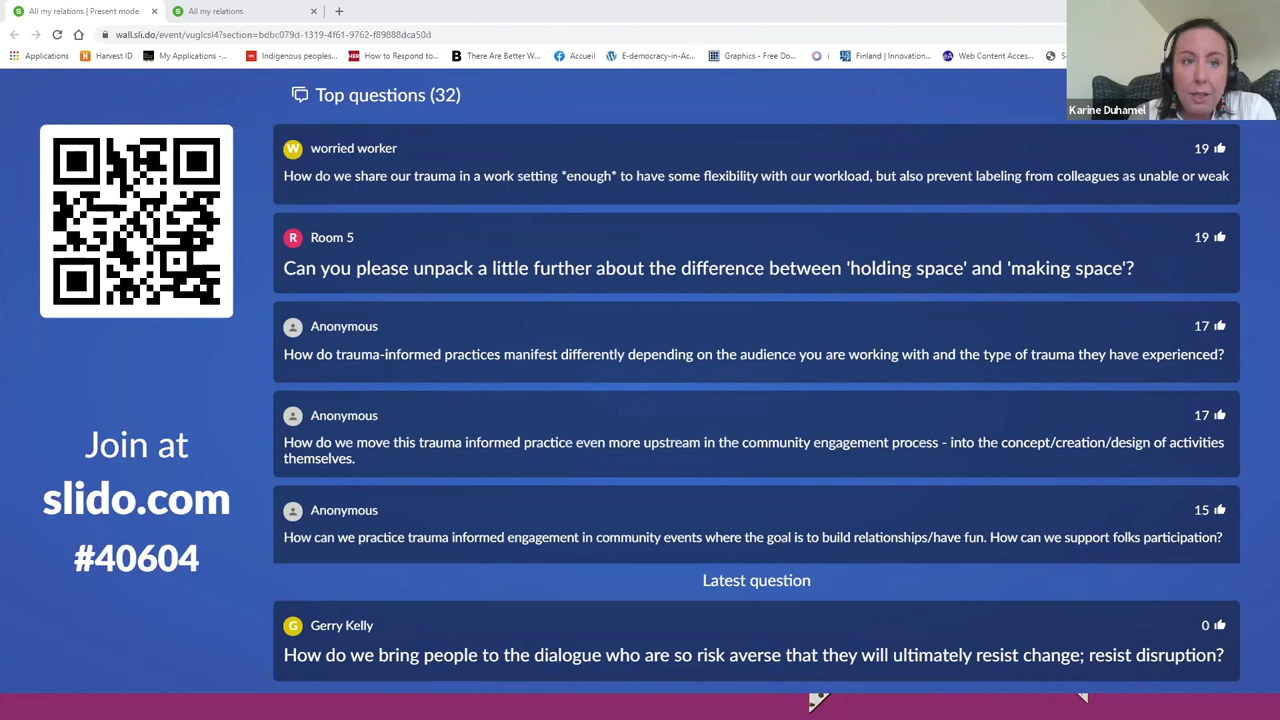 All my relations | Present mode
All my relations
wall.sli.do/event/vuglcsl4?section=bdbc079d-1319-4f61-9762-f89888dca50d
Applications
Harvest ID
My Applications -...
Indigenous peoples'...
How to Respond to...
There Are Better W...
Accueil
E-democracy-in-Ac...
Graphics - Free Do...
i
Finland | Innovation...
Web Content Acces...
Karine Duhamel
Top questions (32)
W
worried worker
19
How do we share our trauma in a work setting *enough* to have some flexibility with our workload, but also prevent labeling from colleagues as unable or weak
R
Room 5
19
Can you please unpack a little further about the difference between 'holding space' and 'making space'?
Anonymous
17
How do trauma-informed practices manifest differently depending on the audience you are working with and the type of trauma they have experienced?
Anonymous
17
How do we move this trauma informed practice even more upstream in the community engagement process - into the concept/creation/design of activities
themselves.
Anonymous
15
How can we practice trauma informed engagement in community events where the goal is to build relationships/have fun. How can we support folks participation?
Latest question
G
Gerry Kelly
0
How do we bring people to the dialogue who are so risk averse that they will ultimately resist change; resist disruption?
Join at
slido.com
#40604